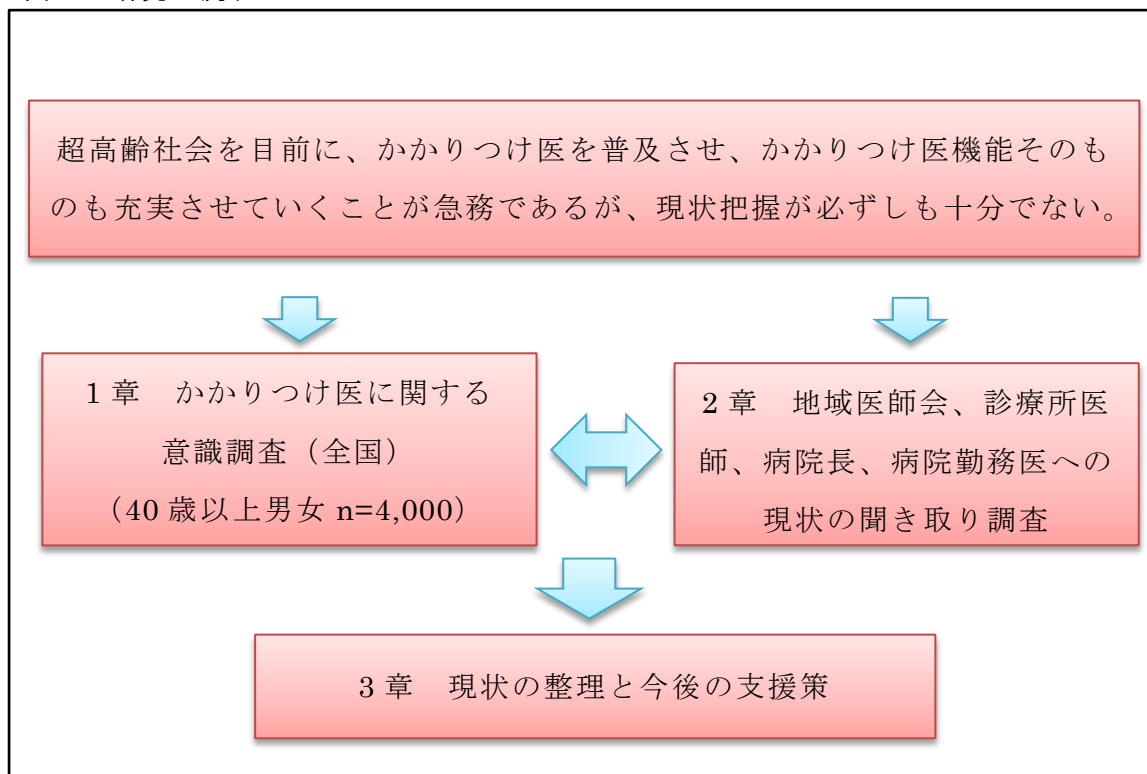 超高齢社会を目前に、かかりつけ医を普及させ、かかりつけ医機能そのも
のも充実させていくことが急務であるが、現状把握が必ずしも十分でない。
1 章　かかりつけ医に関する
意識調査（全国）
（40 歳以上男女 n=4,000）
2 章　地域医師会、診療所医
師、病院長、病院勤務医への
現状の聞き取り調査
3 章　現状の整理と今後の支援策